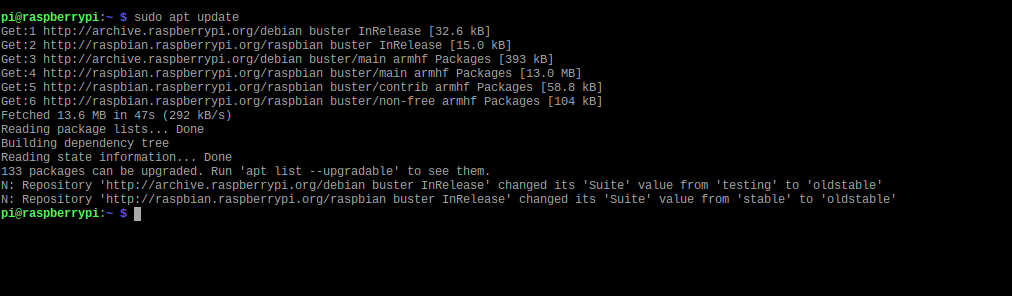 pi@raspberrypi:~ $ sudo apt update
Get:1 http://archive.raspberrypi.org/debian buster InRelease [32.6 kB]
Get:2 http://raspbian.raspberrypi.org/raspbian buster InRelease [15.0 kB]
Get:3 http://archive.raspberrypi.org/debian buster/main armhf Packages [393 kB]
Get:4 http://raspbian.raspberrypi.org/raspbian buster/main armhf Packages [13.0 MB]
Get:5 http://raspbian.raspberrypi.org/raspbian buster/contrib armhf Packages [58.8 kB]
Get:6 http://raspbian.raspberrypi.org/raspbian buster/non-free armhf Packages [104 kB]
Fetched 13.6 MB in 47s (292 kB/s)
Reading package lists... Done
Building dependency tree
Reading state information... Done
133 packages can be upgraded. Run 'apt list --upgradable' to see them.
N: Repository 'http://archive.raspberrypi.org/debian buster InRelease' changed its 'Suite' value from 'testing' to 'oldstable'
N: Repository 'http://raspbian.raspberrypi.org/raspbian buster InRelease' changed its 'Suite' value from 'stable' to 'oldstable'
pi@raspberrypi:~ $